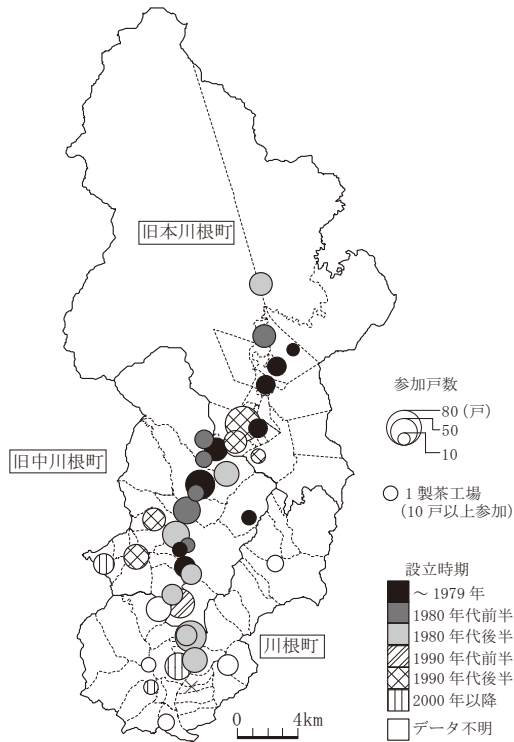 旧本川根町
参加戸数
80 (戸)
50
10
旧中川根町
1 製茶工場
(10 戸以上参加)
設立時期
～ 1979 年
1980 年代前半
1980 年代後半
1990 年代前半
1990 年代後半
2000 年以降
データ不明
川根町
0 4km